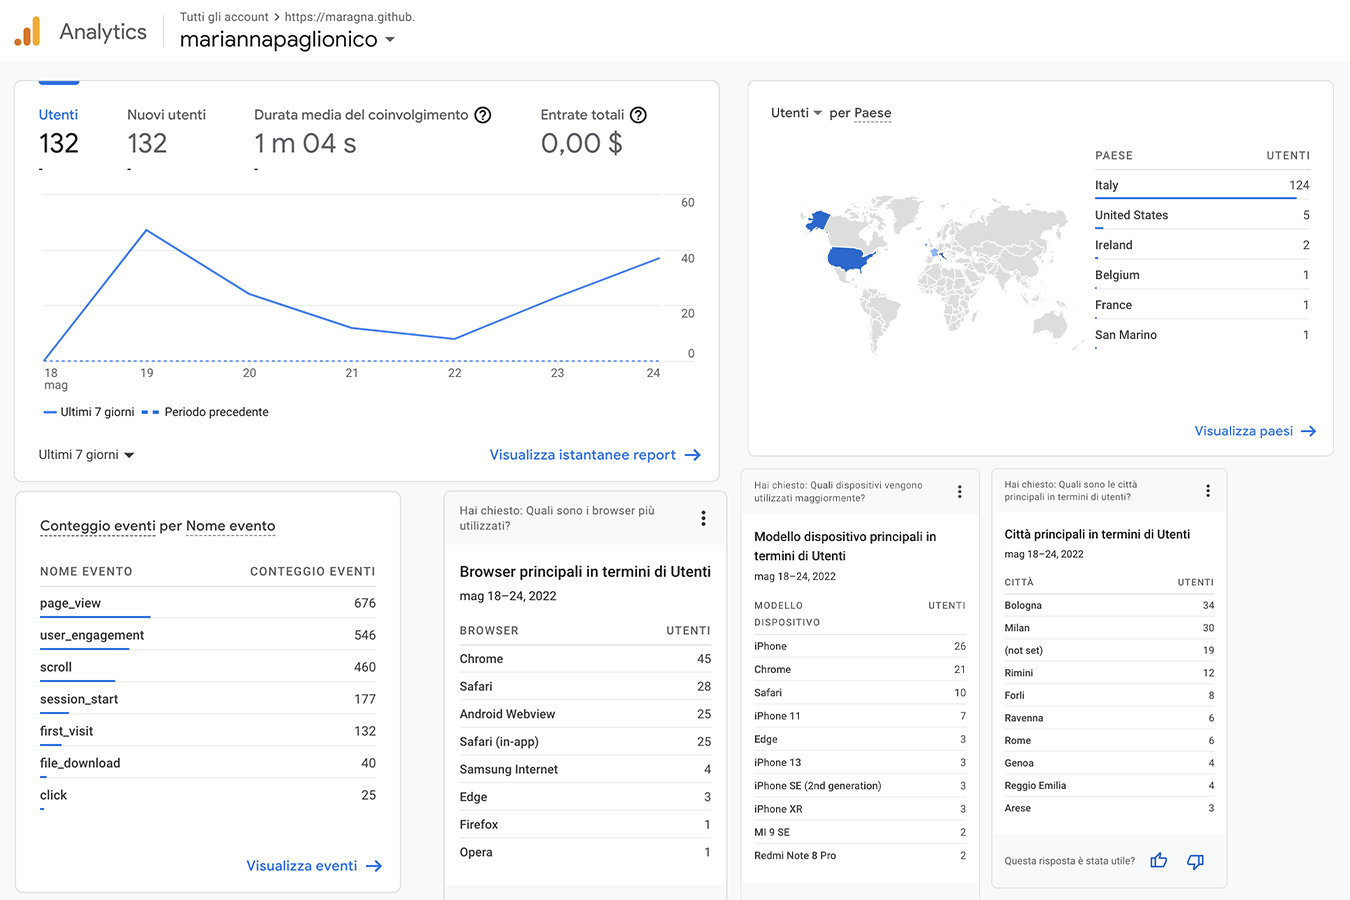 Analytics
Tutti gli account > https://maragna.github.
mariannapaglionico
Utenti
132
-
Nuovi utenti
132
-
Durata media del coinvolgimento
1 m 04 s
-
Entrate totali
0,00 $
60
40
20
0
18
mag
19
20
21
22
23
24
Ultimi 7 giorni
Periodo precedente
Ultimi 7 giorni
Visualizza istantanee report
Utenti per Paese
PAESE UTENTI
Italy 124
United States 5
Ireland 2
Belgium 1
France 1
San Marino 1
Visualizza paesi
Conteggio eventi per Nome evento
NOME EVENTO CONTEGGIO EVENTI
page_view 676
user_engagement 546
scroll 460
session_start 177
first_visit 132
file_download 40
click 25
Visualizza eventi
Hai chiesto: Quali sono i browser più
utilizzati?
Browser principali in termini di Utenti
mag 18–24, 2022
BROWSER UTENTI
Chrome 45
Safari 28
Android Webview 25
Safari (in-app) 25
Samsung Internet 4
Edge 3
Firefox 1
Opera 1
Hai chiesto: Quali dispositivi vengono
utilizzati maggiormente?
Modello dispositivo principali in
termini di Utenti
mag 18–24, 2022
MODELLO UTENTI
DISPOSITIVO
iPhone 26
Chrome 21
Safari 10
iPhone 11 7
Edge 3
iPhone 13 3
iPhone SE (2nd generation) 3
iPhone XR 3
MI 9 SE 2
Redmi Note 8 Pro 2
Hai chiesto: Quali sono le città
principali in termini di utenti?
Città principali in termini di Utenti
mag 18–24, 2022
CITTÀ UTENTI
Bologna 34
Milan 30
(not set) 19
Rimini 12
Forli 8
Ravenna 6
Rome 6
Genoa 4
Reggio Emilia 4
Arese 3
Questa risposta è stata utile?